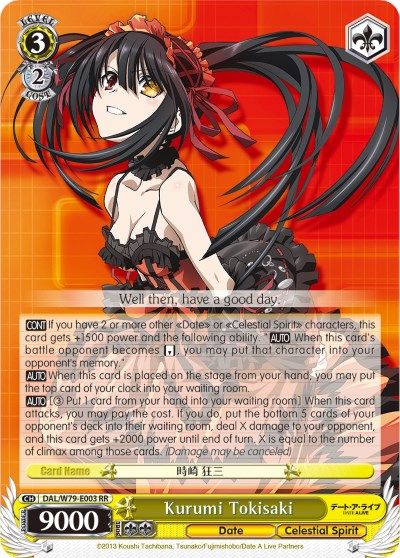 LEVEL
3
2
COST
Well then, have a good day.
CONT If you have 2 or more other «Date» or «Celestial Spirit» characters, this
card gets +1500 power and the following ability. "AUTO When this card's
battle opponent becomes [ ], you may put that character into your
opponent's memory."
AUTO When this card is placed on the stage from your hand, you may put
the top card of your clock into your waiting room.
AUTO [③ Put 1 card from your hand into your waiting room] When this card
attacks, you may pay the cost. If you do, put the bottom 5 cards of your
opponent's deck into their waiting room, deal X damage to your opponent,
and this card gets +2000 power until end of turn. X is equal to the number
of climax among those cards. (Damage may be canceled)
Card Name
時崎 狂三
CH DAL/W79-E003 RR
Kurumi Tokisaki
デート・ア・ライブ
DATE A LIVE
POWER
9000
SOUL
Date
Celestial Spirit
©2013 Koushi Tachibana, Tsunako/Fujimishobo/Date A Live Partners